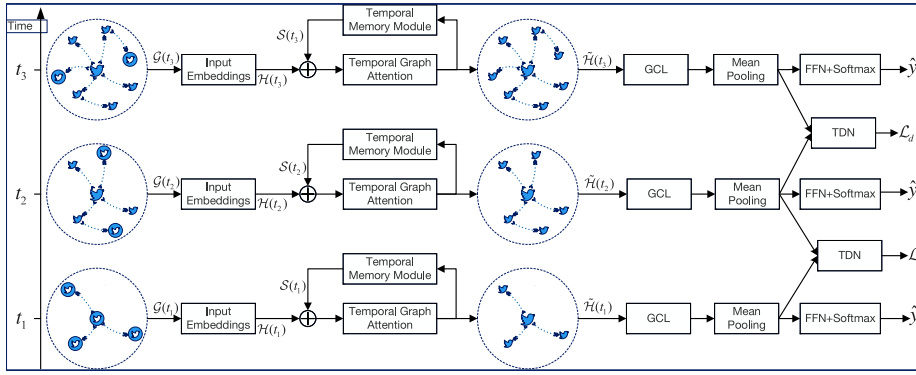 Time
t₃
𝒢(t₃)
Input Embeddings
ℋ(t₃)
𝒮(t₃)
Temporal Memory Module
Temporal Graph Attention
ℋ̃(t₃)
GCL
Mean Pooling
FFN+Softmax
ŷ
TDN
ℒ_d
t₂
𝒢(t₂)
Input Embeddings
ℋ(t₂)
𝒮(t₂)
Temporal Memory Module
Temporal Graph Attention
ℋ̃(t₂)
GCL
Mean Pooling
FFN+Softmax
ŷ
TDN
ℒ
t₁
𝒢(t₁)
Input Embeddings
ℋ(t₁)
𝒮(t₁)
Temporal Memory Module
Temporal Graph Attention
ℋ̃(t₁)
GCL
Mean Pooling
FFN+Softmax
ŷ